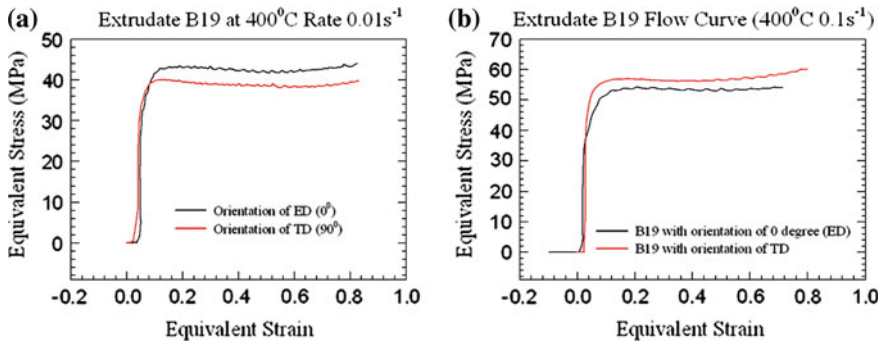 (a)
Extrudate B19 at 400⁰C Rate 0.01s⁻¹
Equivalent Stress (MPa)
50
40
30
20
10
0
Orientation of ED (0⁰)
Orientation of TD (90⁰)
-0.2 0.0 0.2 0.4 0.6 0.8 1.0
Equivalent Strain
(b)
Extrudate B19 Flow Curve (400⁰C 0.1s⁻¹)
Equivalent Stress (MPa)
70
60
50
40
30
20
10
0
B19 with orientation of 0 degree (ED)
B19 with orientation of TD
-0.2 0.0 0.2 0.4 0.6 0.8 1.0
Equivalent Strain